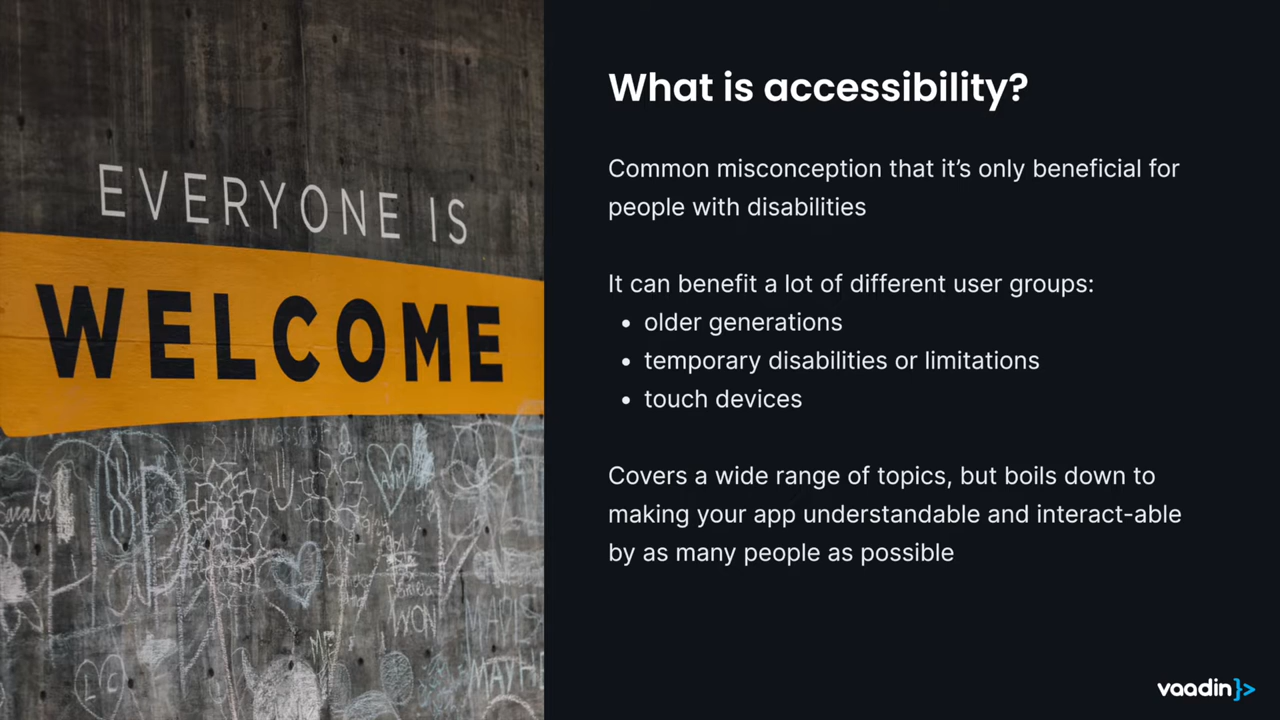 EVERYONE IS
WELCOME
WON
What is accessibility?
Common misconception that it’s only beneficial for
people with disabilities
It can benefit a lot of different user groups:
• older generations
• temporary disabilities or limitations
• touch devices
Covers a wide range of topics, but boils down to
making your app understandable and interact-able
by as many people as possible
vaadin}>